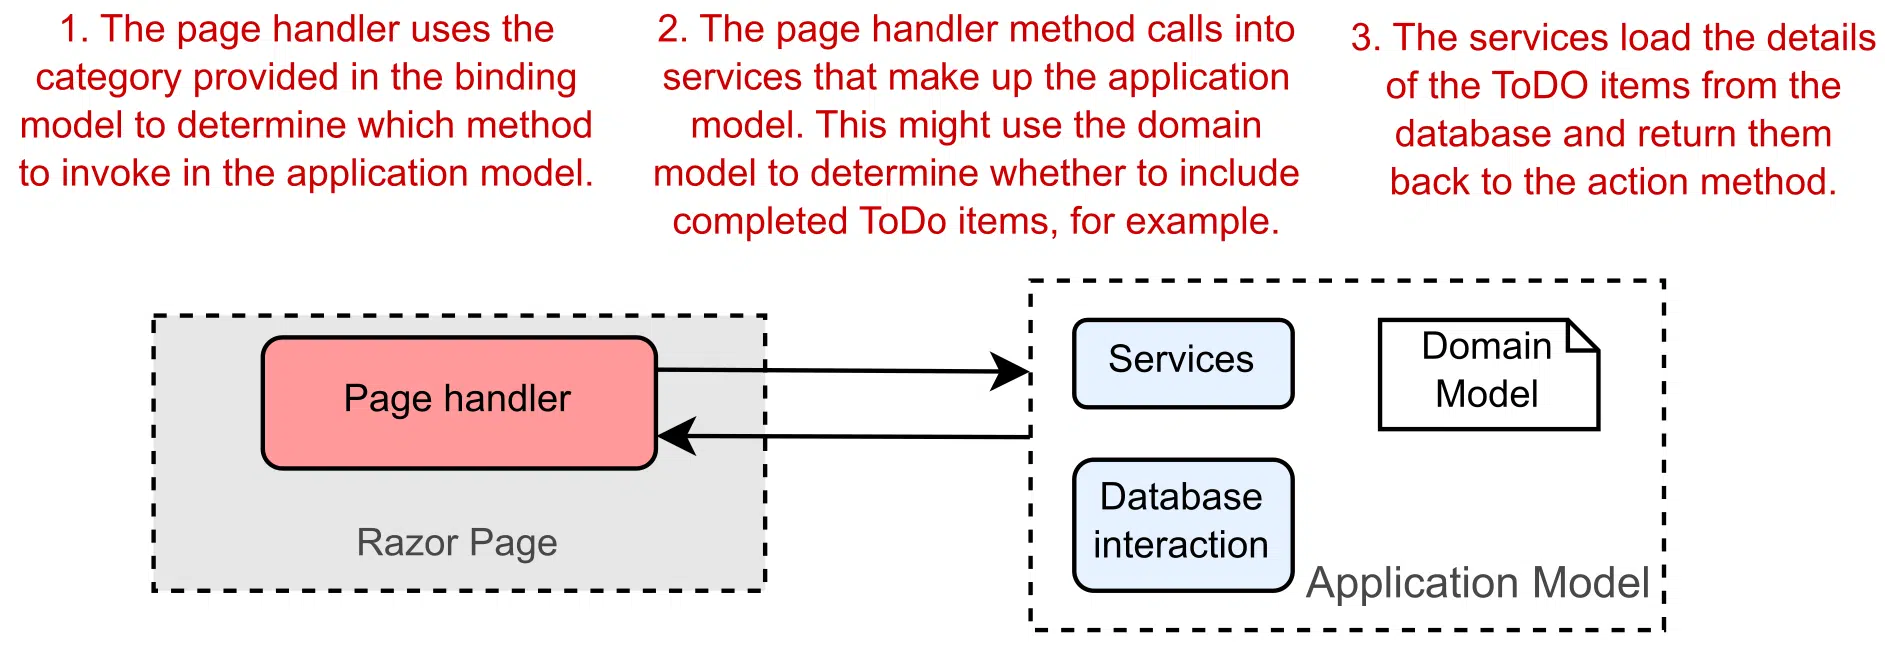 1. The page handler uses the
category provided in the binding
model to determine which method
to invoke in the application model.
2. The page handler method calls into
services that make up the application
model. This might use the domain
model to determine whether to include
completed ToDo items, for example.
3. The services load the details
of the ToDO items from the
database and return them
back to the action method.
Page handler
Razor Page
Services
Domain
Model
Database
interaction
Application Model